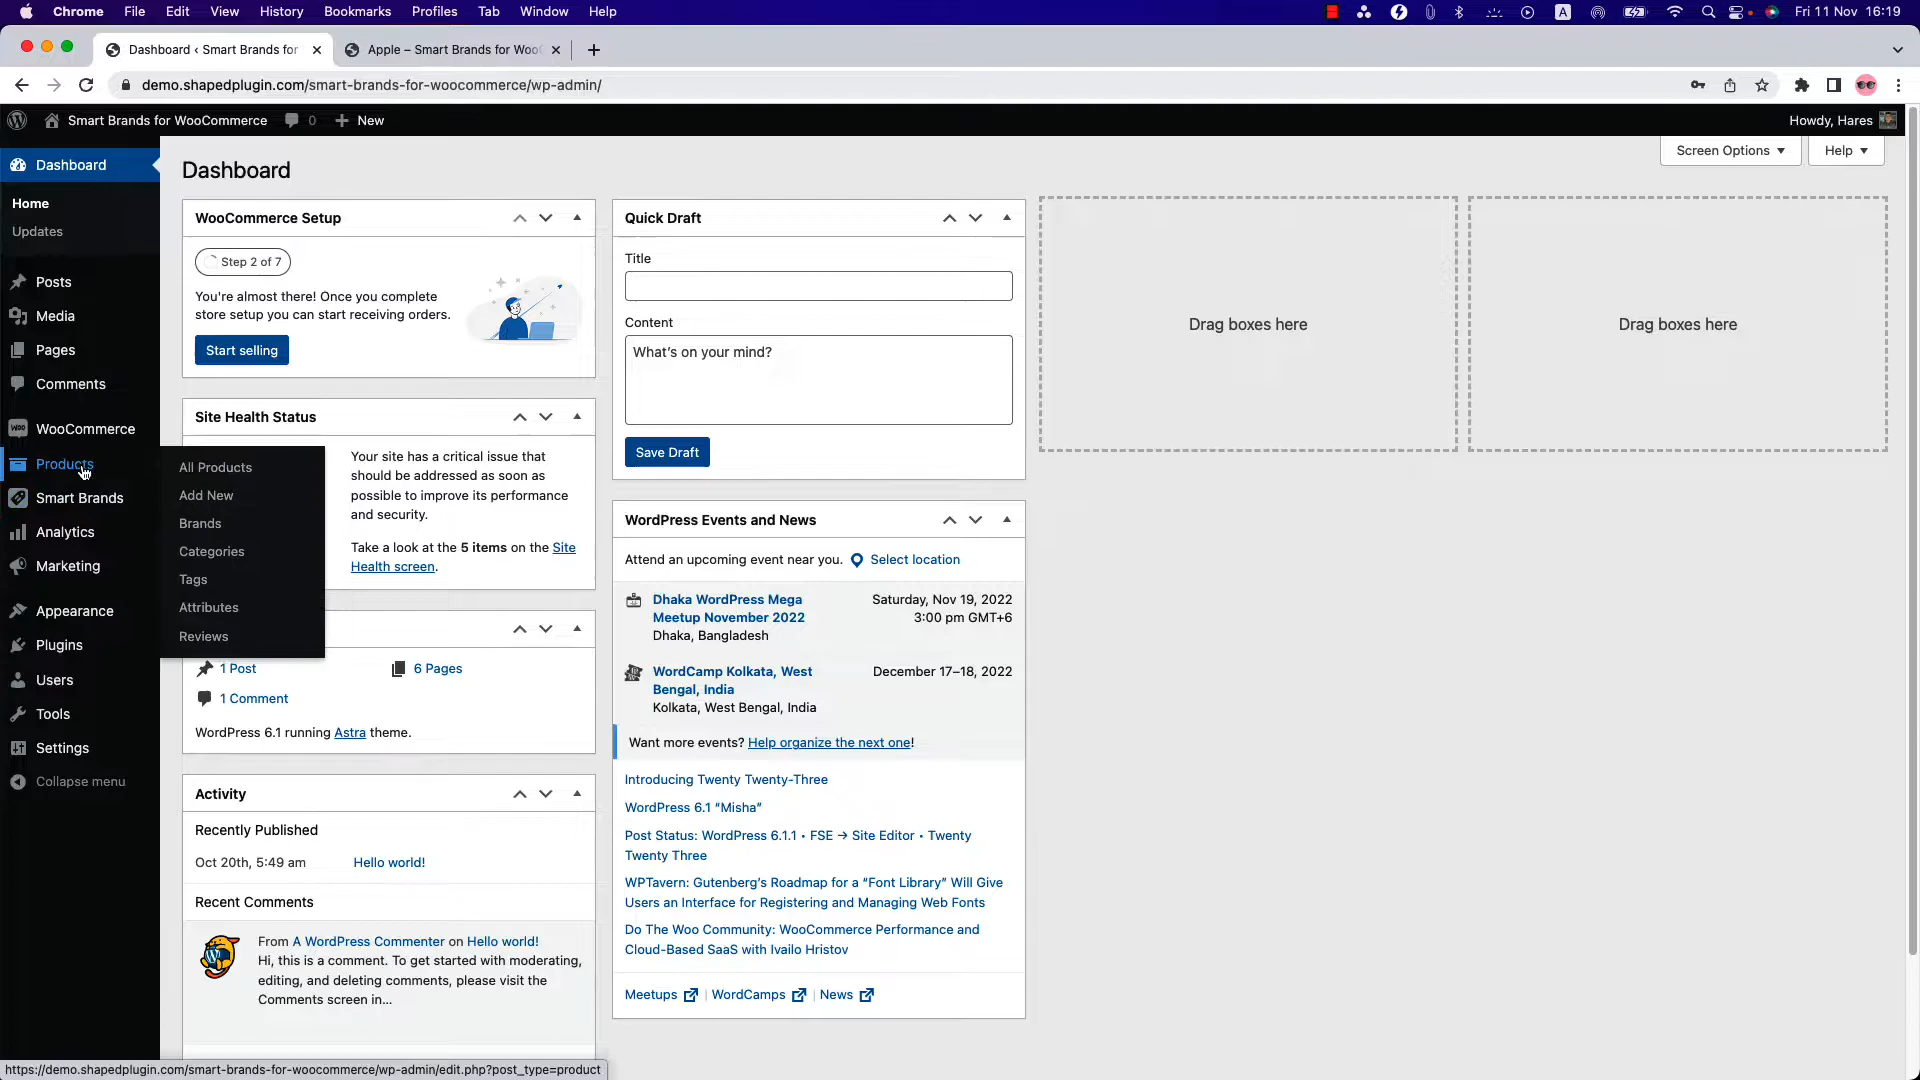 Chrome File Edit View History Bookmarks Profiles Tab Window Help
A
Fri 11 Nov 16:19
Dashboard ‹ Smart Brands for
Apple – Smart Brands for Woo
demo.shapedplugin.com/smart-brands-for-woocommerce/wp-admin/
Smart Brands for WooCommerce 0 New
Howdy, Hares
Dashboard
Home
Updates
Posts
Media
Pages
Comments
WooCommerce
Products
Smart Brands
Analytics
Marketing
Appearance
Plugins
Users
Tools
Settings
Collapse menu
All Products
Add New
Brands
Categories
Tags
Attributes
Reviews
Dashboard
Screen Options
Help
WooCommerce Setup
Step 2 of 7
You're almost there! Once you complete
store setup you can start receiving orders.
Start selling
Site Health Status
Your site has a critical issue that
should be addressed as soon as
possible to improve its performance
and security.
Take a look at the 5 items on the Site
Health screen.
1 Post
6 Pages
1 Comment
WordPress 6.1 running Astra theme.
Activity
Recently Published
Oct 20th, 5:49 am
Hello world!
Recent Comments
From A WordPress Commenter on Hello world!
Hi, this is a comment. To get started with moderating,
editing, and deleting comments, please visit the
Comments screen in...
Quick Draft
Title
Content
What's on your mind?
Save Draft
WordPress Events and News
Attend an upcoming event near you. Select location
Dhaka WordPress Mega
Meetup November 2022
Dhaka, Bangladesh
Saturday, Nov 19, 2022
3:00 pm GMT+6
WordCamp Kolkata, West
Bengal, India
Kolkata, West Bengal, India
December 17–18, 2022
Want more events? Help organize the next one!
Introducing Twenty Twenty-Three
WordPress 6.1 “Misha”
Post Status: WordPress 6.1.1 • FSE → Site Editor • Twenty
Twenty Three
WPTavern: Gutenberg’s Roadmap for a “Font Library” Will Give
Users an Interface for Registering and Managing Web Fonts
Do The Woo Community: WooCommerce Performance and
Cloud-Based SaaS with Ivailo Hristov
Meetups | WordCamps | News
Drag boxes here
Drag boxes here
https://demo.shapedplugin.com/smart-brands-for-woocommerce/wp-admin/edit.php?post_type=product